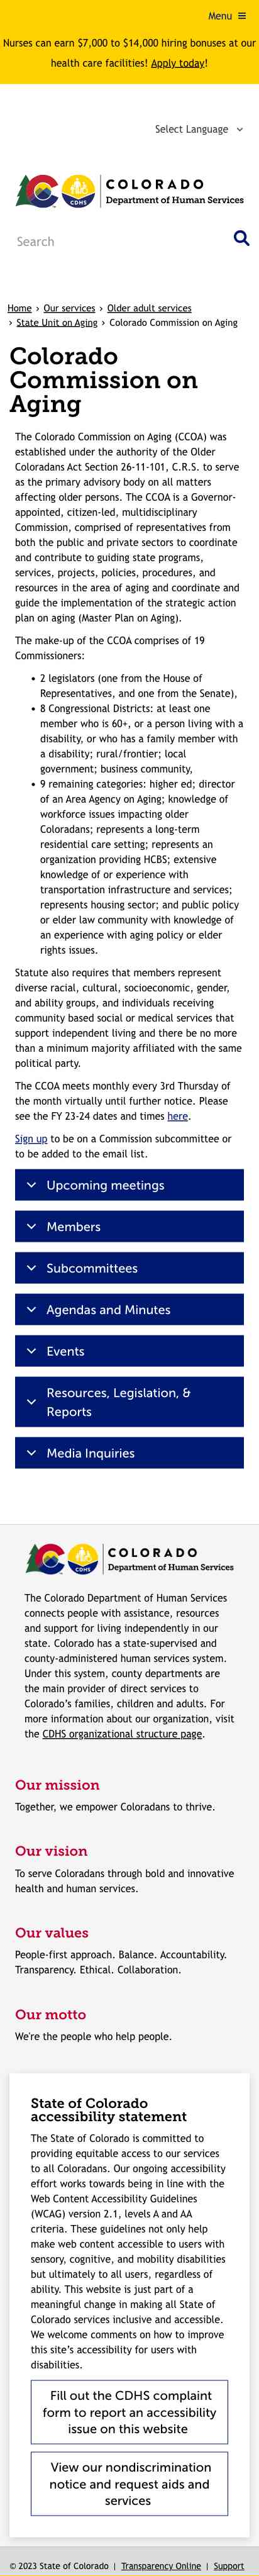 Menu ≡
Nurses can earn $7,000 to $14,000 hiring bonuses at our
health care facilities! Apply today!
Select Language
COLORADO
Department of Human Services
CDHS
Search
Home › Our services › Older adult services
› State Unit on Aging › Colorado Commission on Aging
Colorado
Commission on
Aging
The Colorado Commission on Aging (CCOA) was
established under the authority of the Older
Coloradans Act Section 26-11-101, C.R.S. to serve
as the primary advisory body on all matters
affecting older persons. The CCOA is a Governor-
appointed, citizen-led, multidisciplinary
Commission, comprised of representatives from
both the public and private sectors to coordinate
and contribute to guiding state programs,
services, projects, policies, procedures, and
resources in the area of aging and coordinate and
guide the implementation of the strategic action
plan on aging (Master Plan on Aging).
The make-up of the CCOA comprises of 19
Commissioners:
• 2 legislators (one from the House of
Representatives, and one from the Senate),
• 8 Congressional Districts: at least one
member who is 60+, or a person living with a
disability, or who has a family member with
a disability; rural/frontier; local
government; business community,
• 9 remaining categories: higher ed; director
of an Area Agency on Aging; knowledge of
workforce issues impacting older
Coloradans; represents a long-term
residential care setting; represents an
organization providing HCBS; extensive
knowledge of or experience with
transportation infrastructure and services;
represents housing sector; and public policy
or elder law community with knowledge of
an experience with aging policy or elder
rights issues.
Statute also requires that members represent
diverse racial, cultural, socioeconomic, gender,
and ability groups, and individuals receiving
community based social or medical services that
support independent living and there be no more
than a minimum majority affiliated with the same
political party.
The CCOA meets monthly every 3rd Thursday of
the month virtually until further notice. Please
see the FY 23-24 dates and times here.
Sign up to be on a Commission subcommittee or
to be added to the email list.
Upcoming meetings
Members
Subcommittees
Agendas and Minutes
Events
Resources, Legislation, &
Reports
Media Inquiries
COLORADO
Department of Human Services
CDHS
The Colorado Department of Human Services
connects people with assistance, resources
and support for living independently in our
state. Colorado has a state-supervised and
county-administered human services system.
Under this system, county departments are
the main provider of direct services to
Colorado's families, children and adults. For
more information about our organization, visit
the CDHS organizational structure page.
Our mission
Together, we empower Coloradans to thrive.
Our vision
To serve Coloradans through bold and innovative
health and human services.
Our values
People-first approach. Balance. Accountability.
Transparency. Ethical. Collaboration.
Our motto
We're the people who help people.
State of Colorado
accessibility statement
The State of Colorado is committed to
providing equitable access to our services
to all Coloradans. Our ongoing accessibility
effort works towards being in line with the
Web Content Accessibility Guidelines
(WCAG) version 2.1, levels A and AA
criteria. These guidelines not only help
make web content accessible to users with
sensory, cognitive, and mobility disabilities
but ultimately to all users, regardless of
ability. This website is just part of a
meaningful change in making all State of
Colorado services inclusive and accessible.
We welcome comments on how to improve
this site's accessibility for users with
disabilities.
Fill out the CDHS complaint
form to report an accessibility
issue on this website
View our nondiscrimination
notice and request aids and
services
© 2023 State of Colorado | Transparency Online | Support